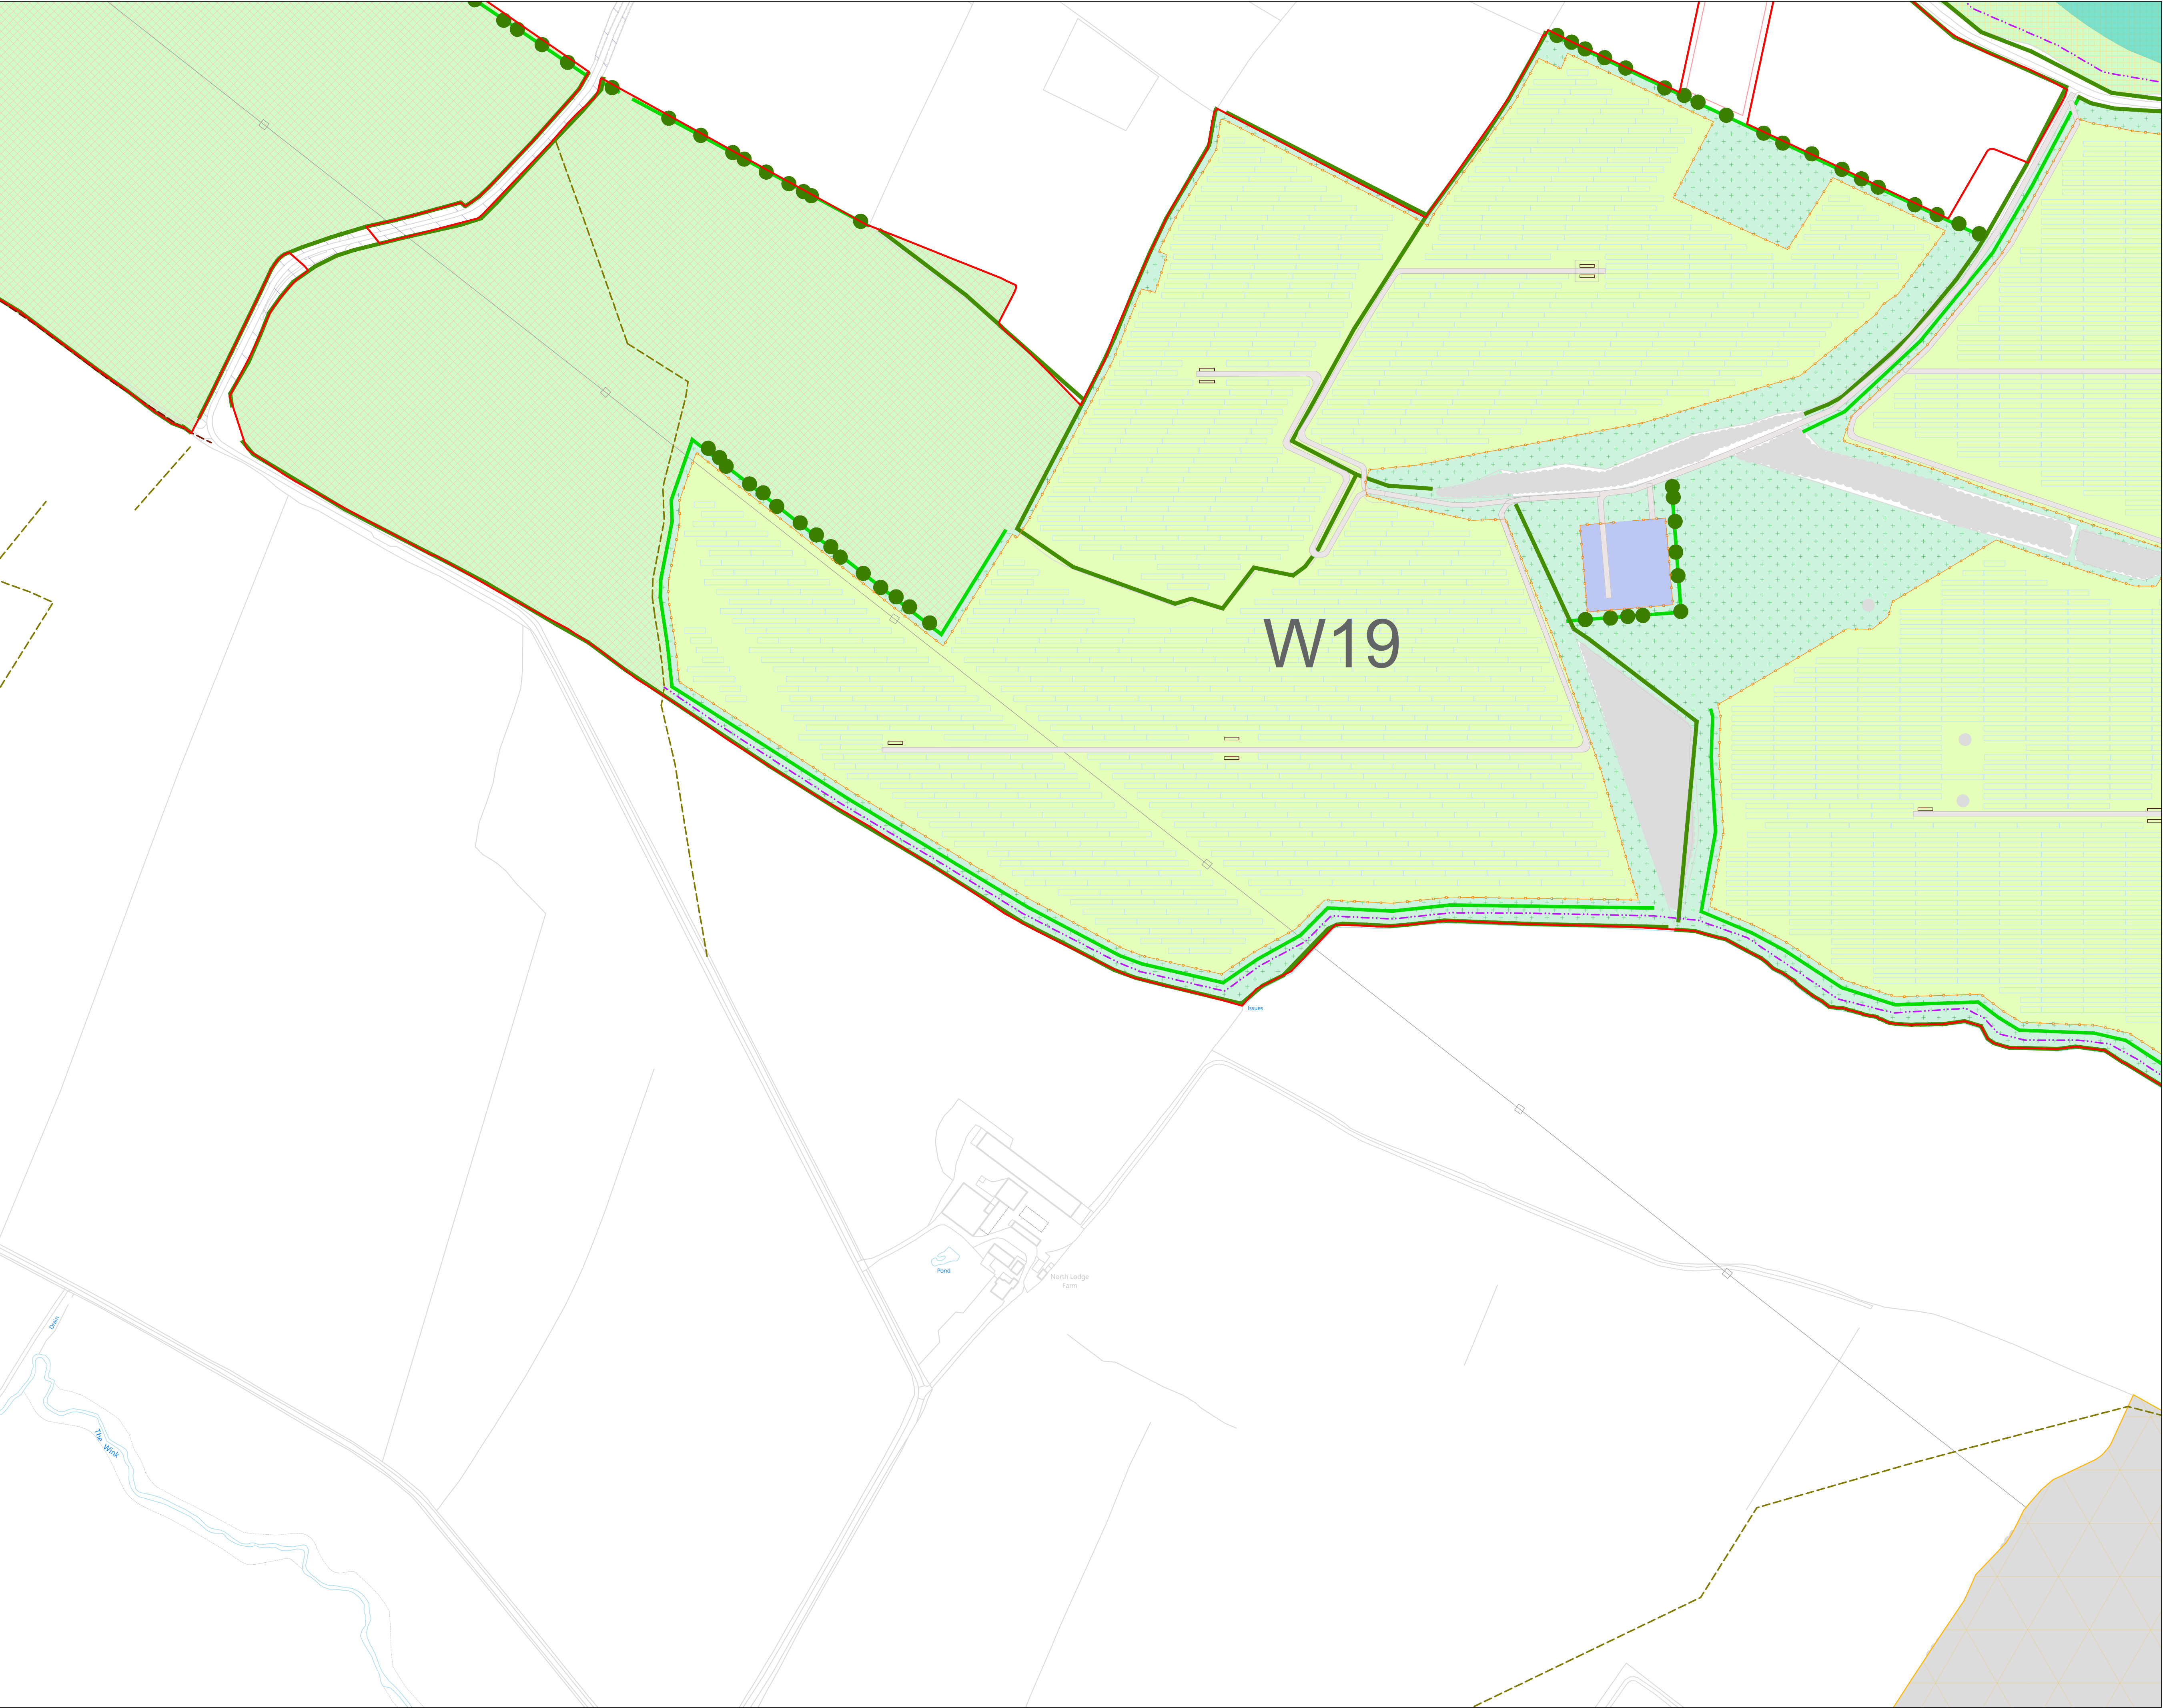 W19
Issues
North Lodge
Farm
Pond
Drain
The Wink